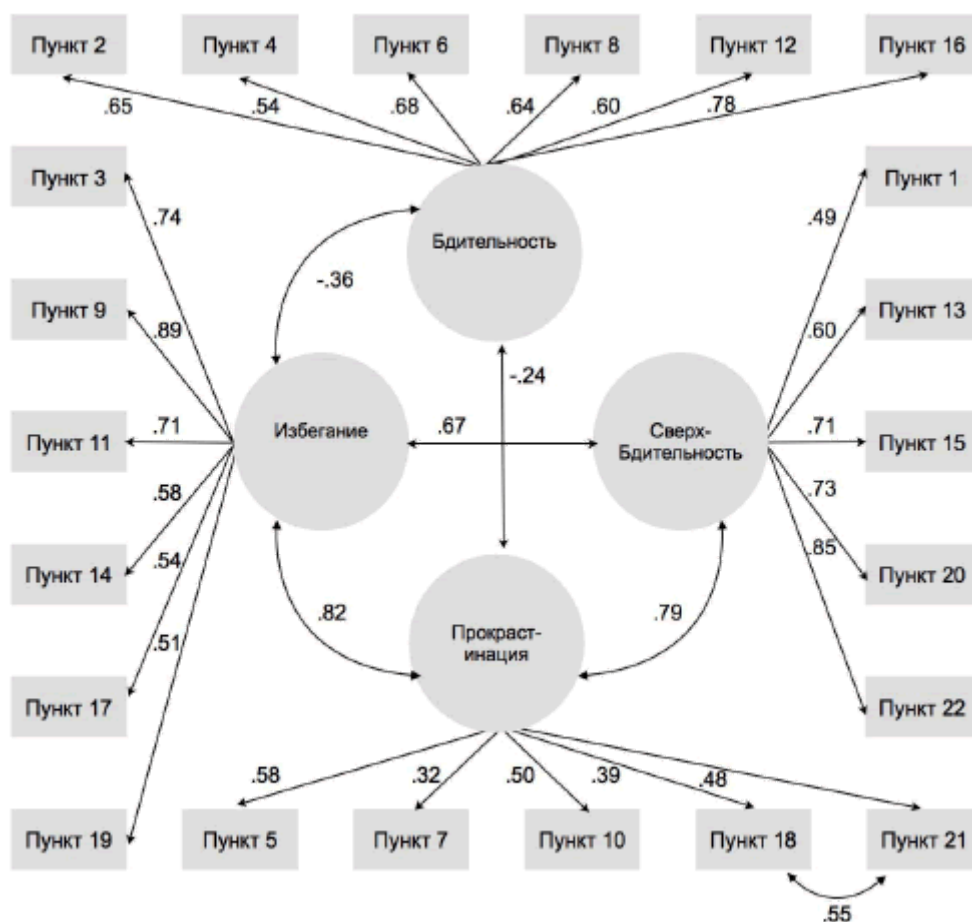 Пункт 2
Пункт 4
Пункт 6
Пункт 8
Пункт 12
Пункт 16
.65
.54
.68
.64
.60
.78
Пункт 3
Пункт 1
.74
.49
Бдительность
-.36
Пункт 9
Пункт 13
.89
.60
-.24
Избегание
.67
Сверх-
Бдительность
Пункт 11
.71
.71
Пункт 15
.58
.73
.54
.85
Пункт 14
Пункт 20
.82
.79
Прокраст-
инация
.51
Пункт 17
Пункт 22
.58
.32
.50
.39
.48
Пункт 19
Пункт 5
Пункт 7
Пункт 10
Пункт 18
Пункт 21
.55